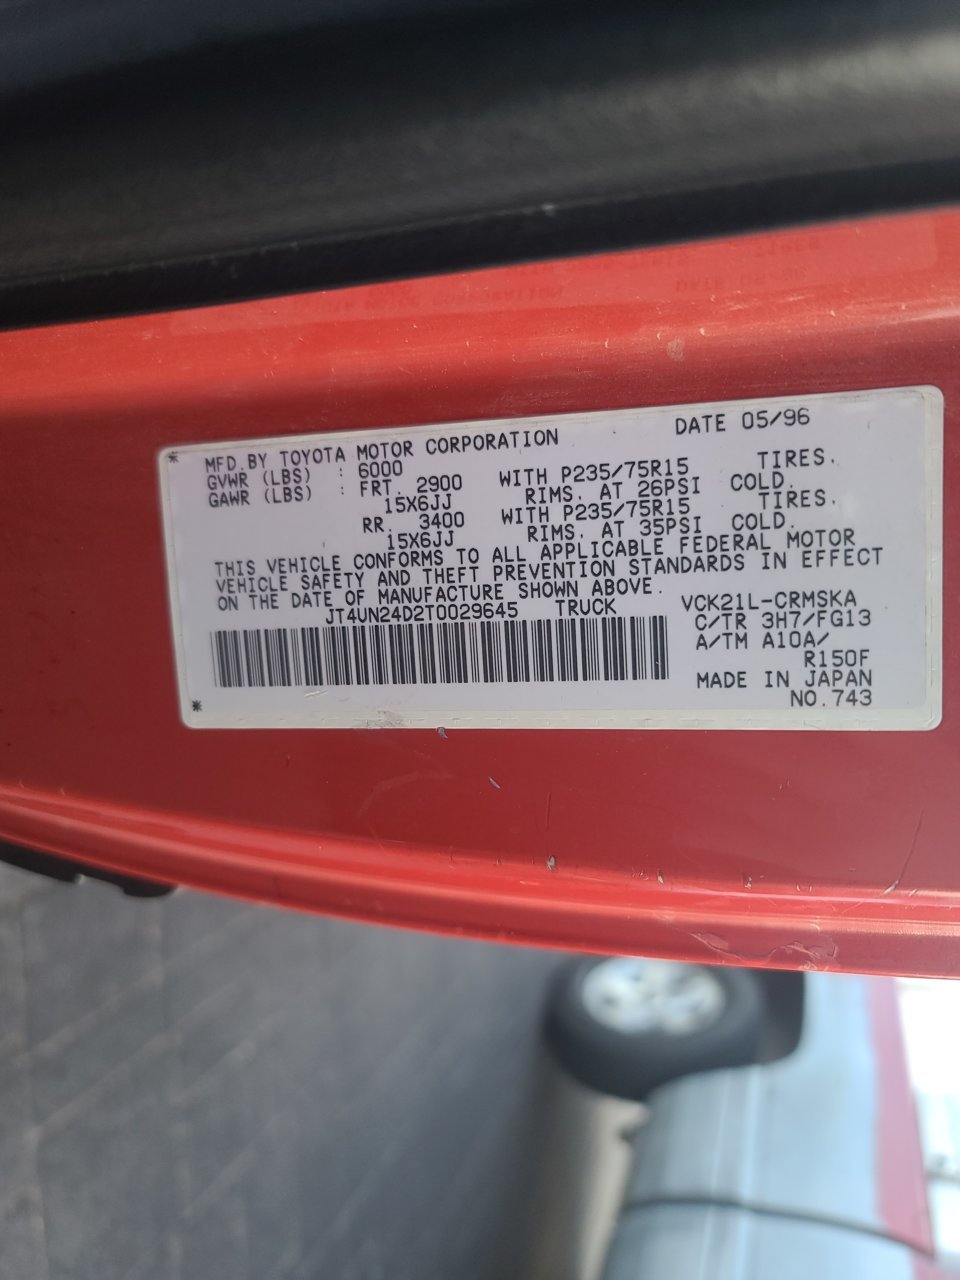 MFD. BY TOYOTA MOTOR CORPORATION DATE 05/96
GVWR (LBS) : 6000
GAWR (LBS) : FRT. 2900 WITH P235/75R15 TIRES.
15X6JJ RIMS. AT 26PSI COLD.
RR. 3400 WITH P235/75R15 TIRES.
15X6JJ RIMS. AT 35PSI COLD.
THIS VEHICLE CONFORMS TO ALL APPLICABLE FEDERAL MOTOR
VEHICLE SAFETY AND THEFT PREVENTION STANDARDS IN EFFECT
ON THE DATE OF MANUFACTURE SHOWN ABOVE.
JT4UN24D2T0029645 TRUCK
VCK21L-CRMSKA
C/TR 3H7/FG13
A/TM A10A/
R150F
MADE IN JAPAN
NO.743